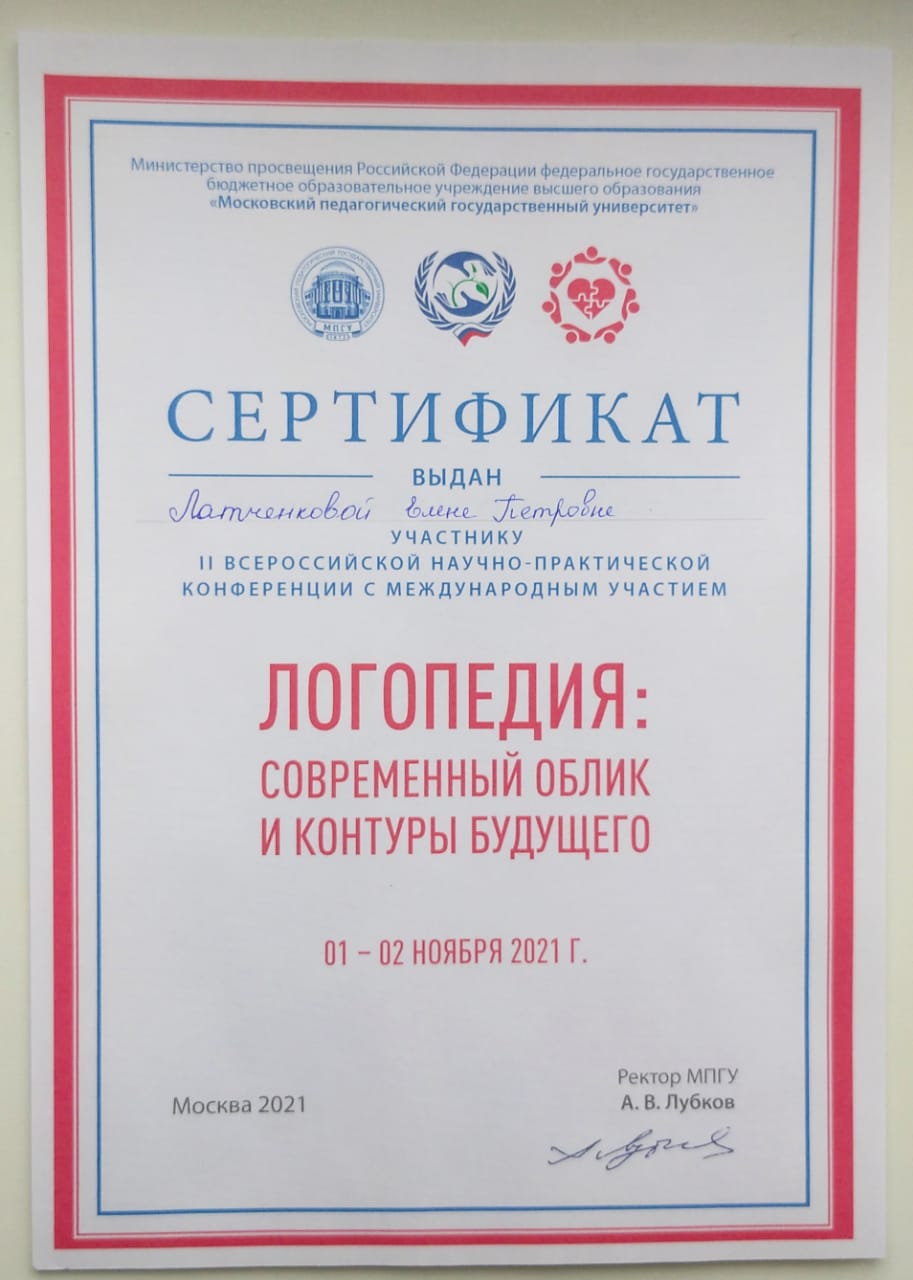 Министерство просвещения Российской Федерации федеральное государственное
бюджетное образовательное учреждение высшего образования
«Московский педагогический государственный университет»
МПГУ
СЕРТИФИКАТ
ВЫДАН
Латченковой Елене Петровне
УЧАСТНИКУ
II ВСЕРОССИЙСКОЙ НАУЧНО-ПРАКТИЧЕСКОЙ
КОНФЕРЕНЦИИ С МЕЖДУНАРОДНЫМ УЧАСТИЕМ
ЛОГОПЕДИЯ:
СОВРЕМЕННЫЙ ОБЛИК
И КОНТУРЫ БУДУЩЕГО
01 – 02 НОЯБРЯ 2021 Г.
Ректор МПГУ
А. В. Лубков
Москва 2021